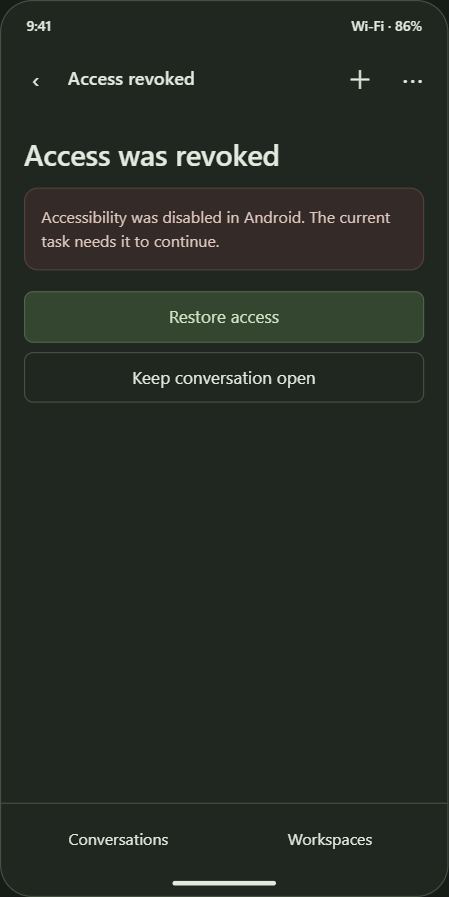 9:41
Wi-Fi · 86%
Access revoked
Access was revoked
Accessibility was disabled in Android. The current
task needs it to continue.
Restore access
Keep conversation open
Conversations
Workspaces